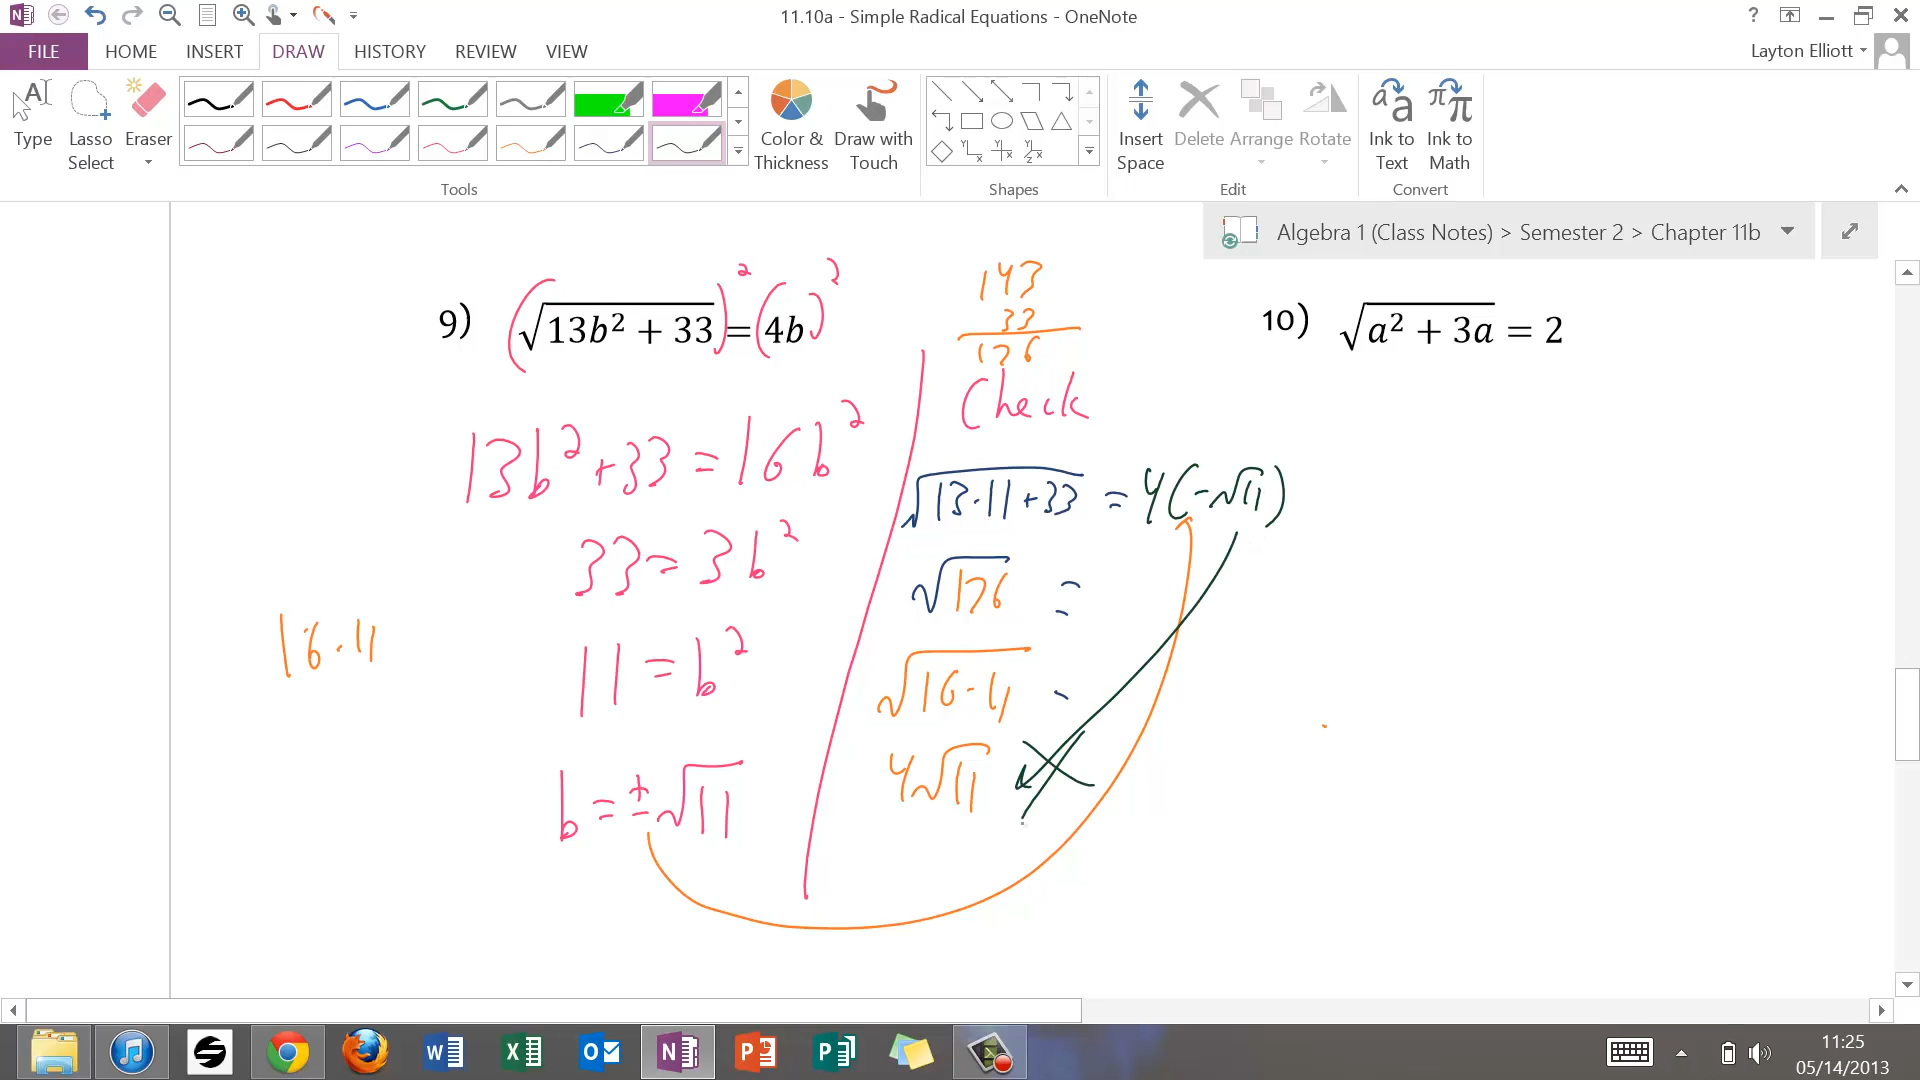 11.10a - Simple Radical Equations - OneNote
?
FILE HOME INSERT DRAW HISTORY REVIEW VIEW
Layton Elliott
Type
Lasso Select
Eraser
Color & Thickness
Draw with Touch
Insert Space
Delete
Arrange
Rotate
Ink to Text
Ink to Math
Tools
Shapes
Edit
Convert
Algebra 1 (Class Notes) > Semester 2 > Chapter 11b
9) (√(13b² + 33))² = (4b)²
13b² + 33 = 16b²
33 = 3b²
11 = b²
b = ± √11
16 · 11
143
33
176
Check
√(13 · 11 + 33) = 4(-√11)
√176 =
√(16 · 11) -
4√11
10) √(a² + 3a) = 2
11:25
05/14/2013